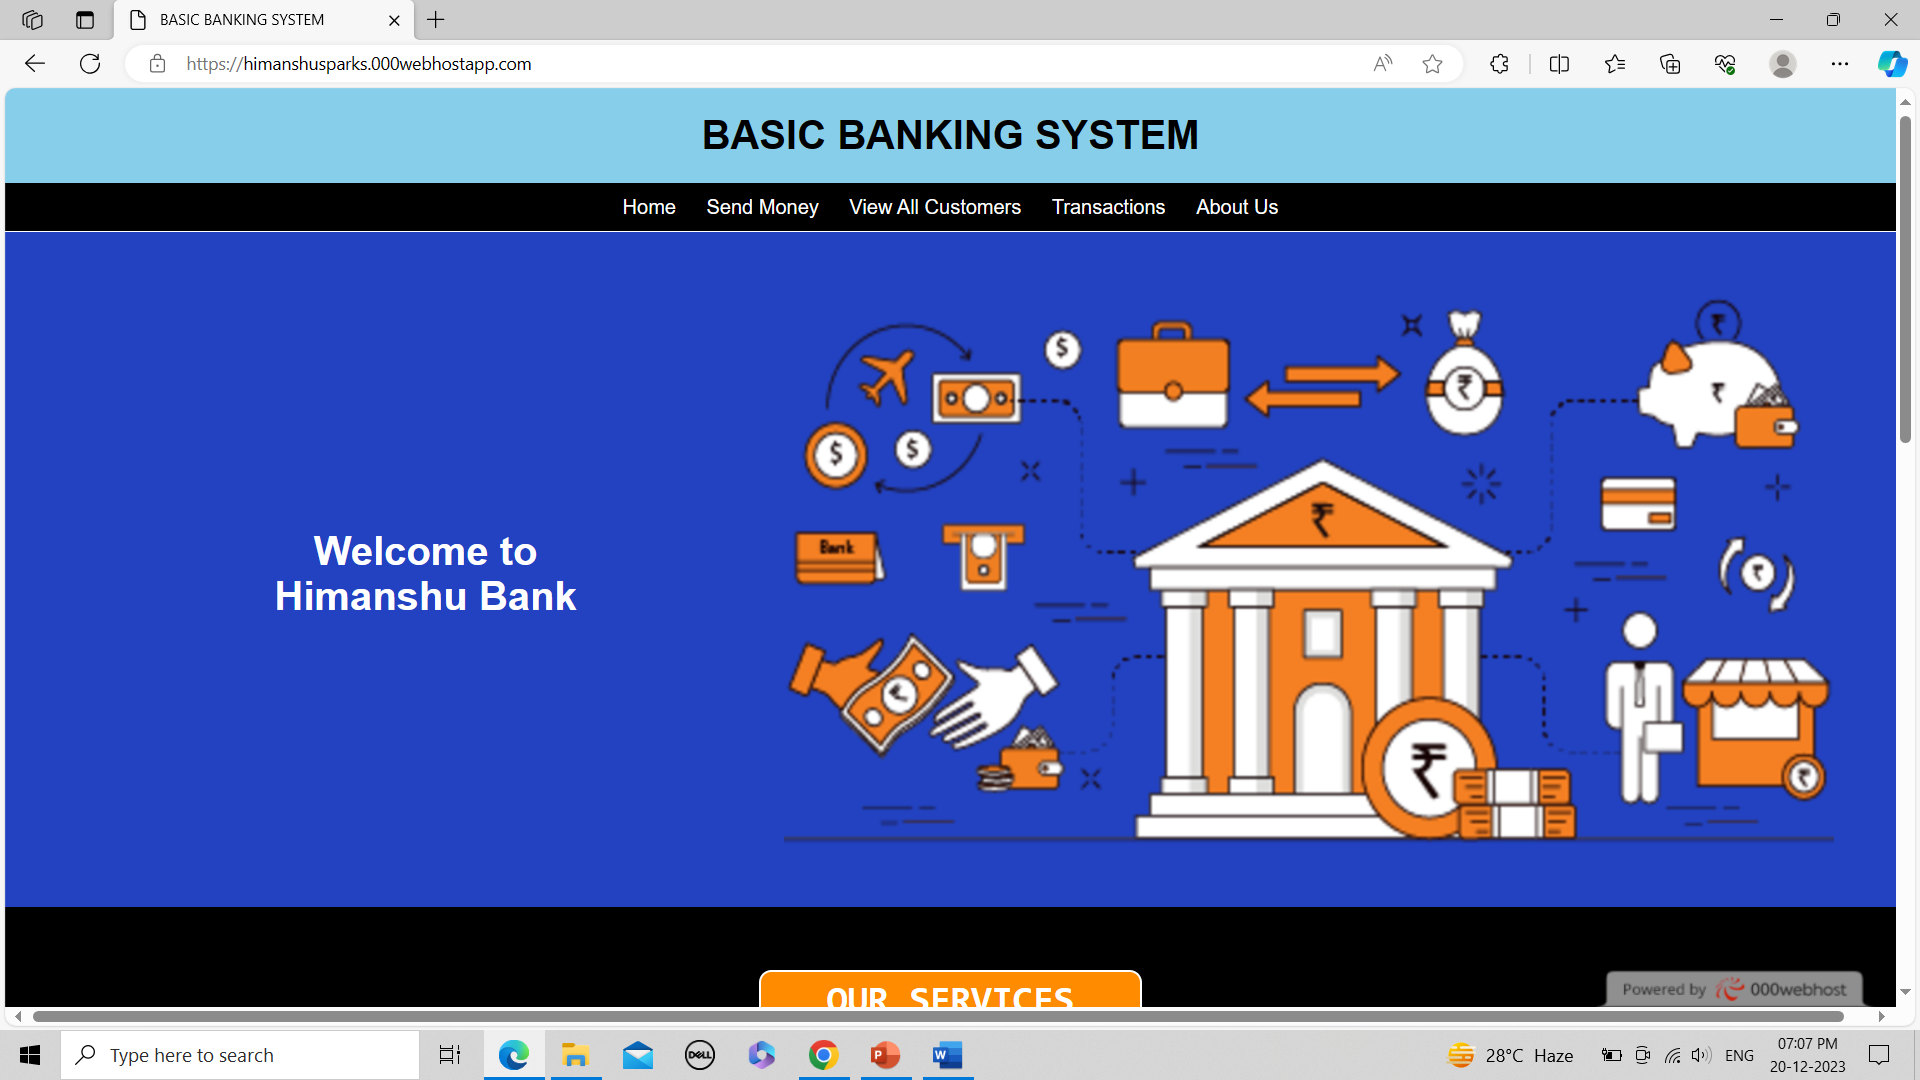 BASIC BANKING SYSTEM
https://himanshusparks.000webhostapp.com
BASIC BANKING SYSTEM
Home Send Money View All Customers Transactions About Us
$
₹
₹
₹
$
$
₹
Bank
₹
Welcome to
Himanshu Bank
₹
₹
₹
OUR SERVICES
Powered by 000webhost
Type here to search
DELL
P
W
28°C Haze
ENG
07:07 PM
20-12-2023